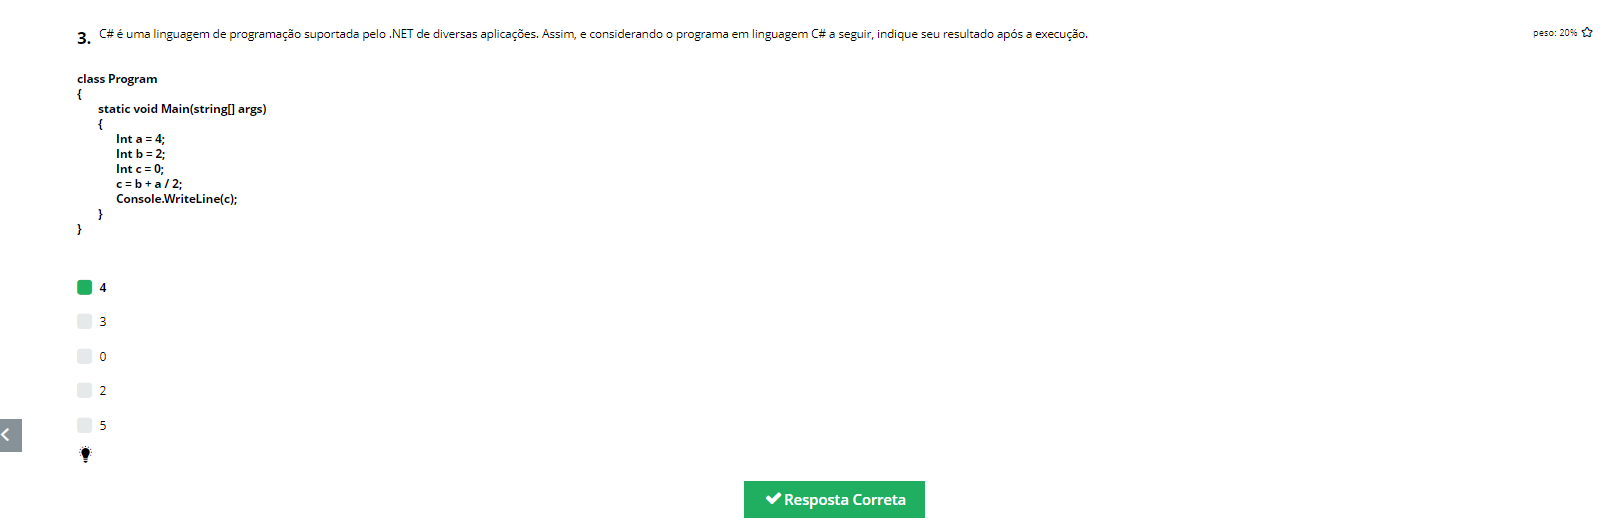 3. C# é uma linguagem de programação suportada pelo .NET de diversas aplicações. Assim, e considerando o programa em linguagem C# a seguir, indique seu resultado após a execução.
peso: 20%
class Program
{
static void Main(string[] args)
{
Int a = 4;
Int b = 2;
Int c = 0;
c = b + a / 2;
Console.WriteLine(c);
}
}
4
3
0
2
5
Resposta Correta